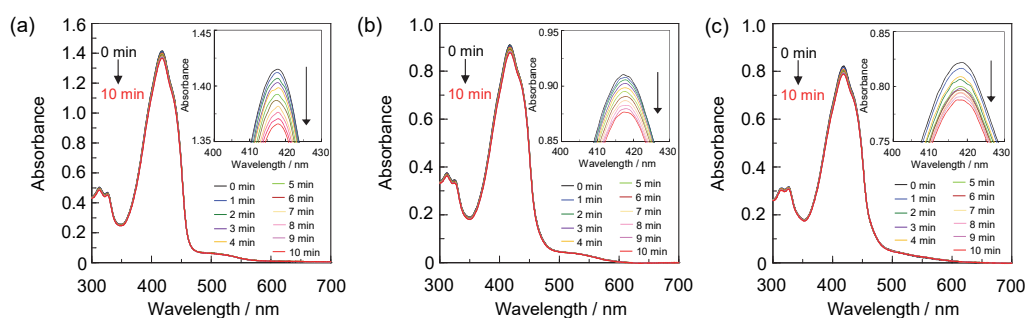 (a)
1.6
1.4
1.2
1.0
0.8
0.6
0.4
0.2
0
Absorbance
300 400 500 600 700
Wavelength / nm
0 min
10 min
1.45
1.40
1.35
Absorbance
400 410 420 430
Wavelength / nm
0 min
1 min
2 min
3 min
4 min
5 min
6 min
7 min
8 min
9 min
10 min
(b)
1.0
0.8
0.6
0.4
0.2
0
Absorbance
300 400 500 600 700
Wavelength / nm
0 min
10 min
0.95
0.90
0.85
Absorbance
400 410 420 430
Wavelength / nm
0 min
1 min
2 min
3 min
4 min
5 min
6 min
7 min
8 min
9 min
10 min
(c)
1.0
0.8
0.6
0.4
0.2
0
Absorbance
300 400 500 600 700
Wavelength / nm
0 min
10 min
0.85
0.80
0.75
Absorbance
400 410 420 430
Wavelength / nm
0 min
1 min
2 min
3 min
4 min
5 min
6 min
7 min
8 min
9 min
10 min